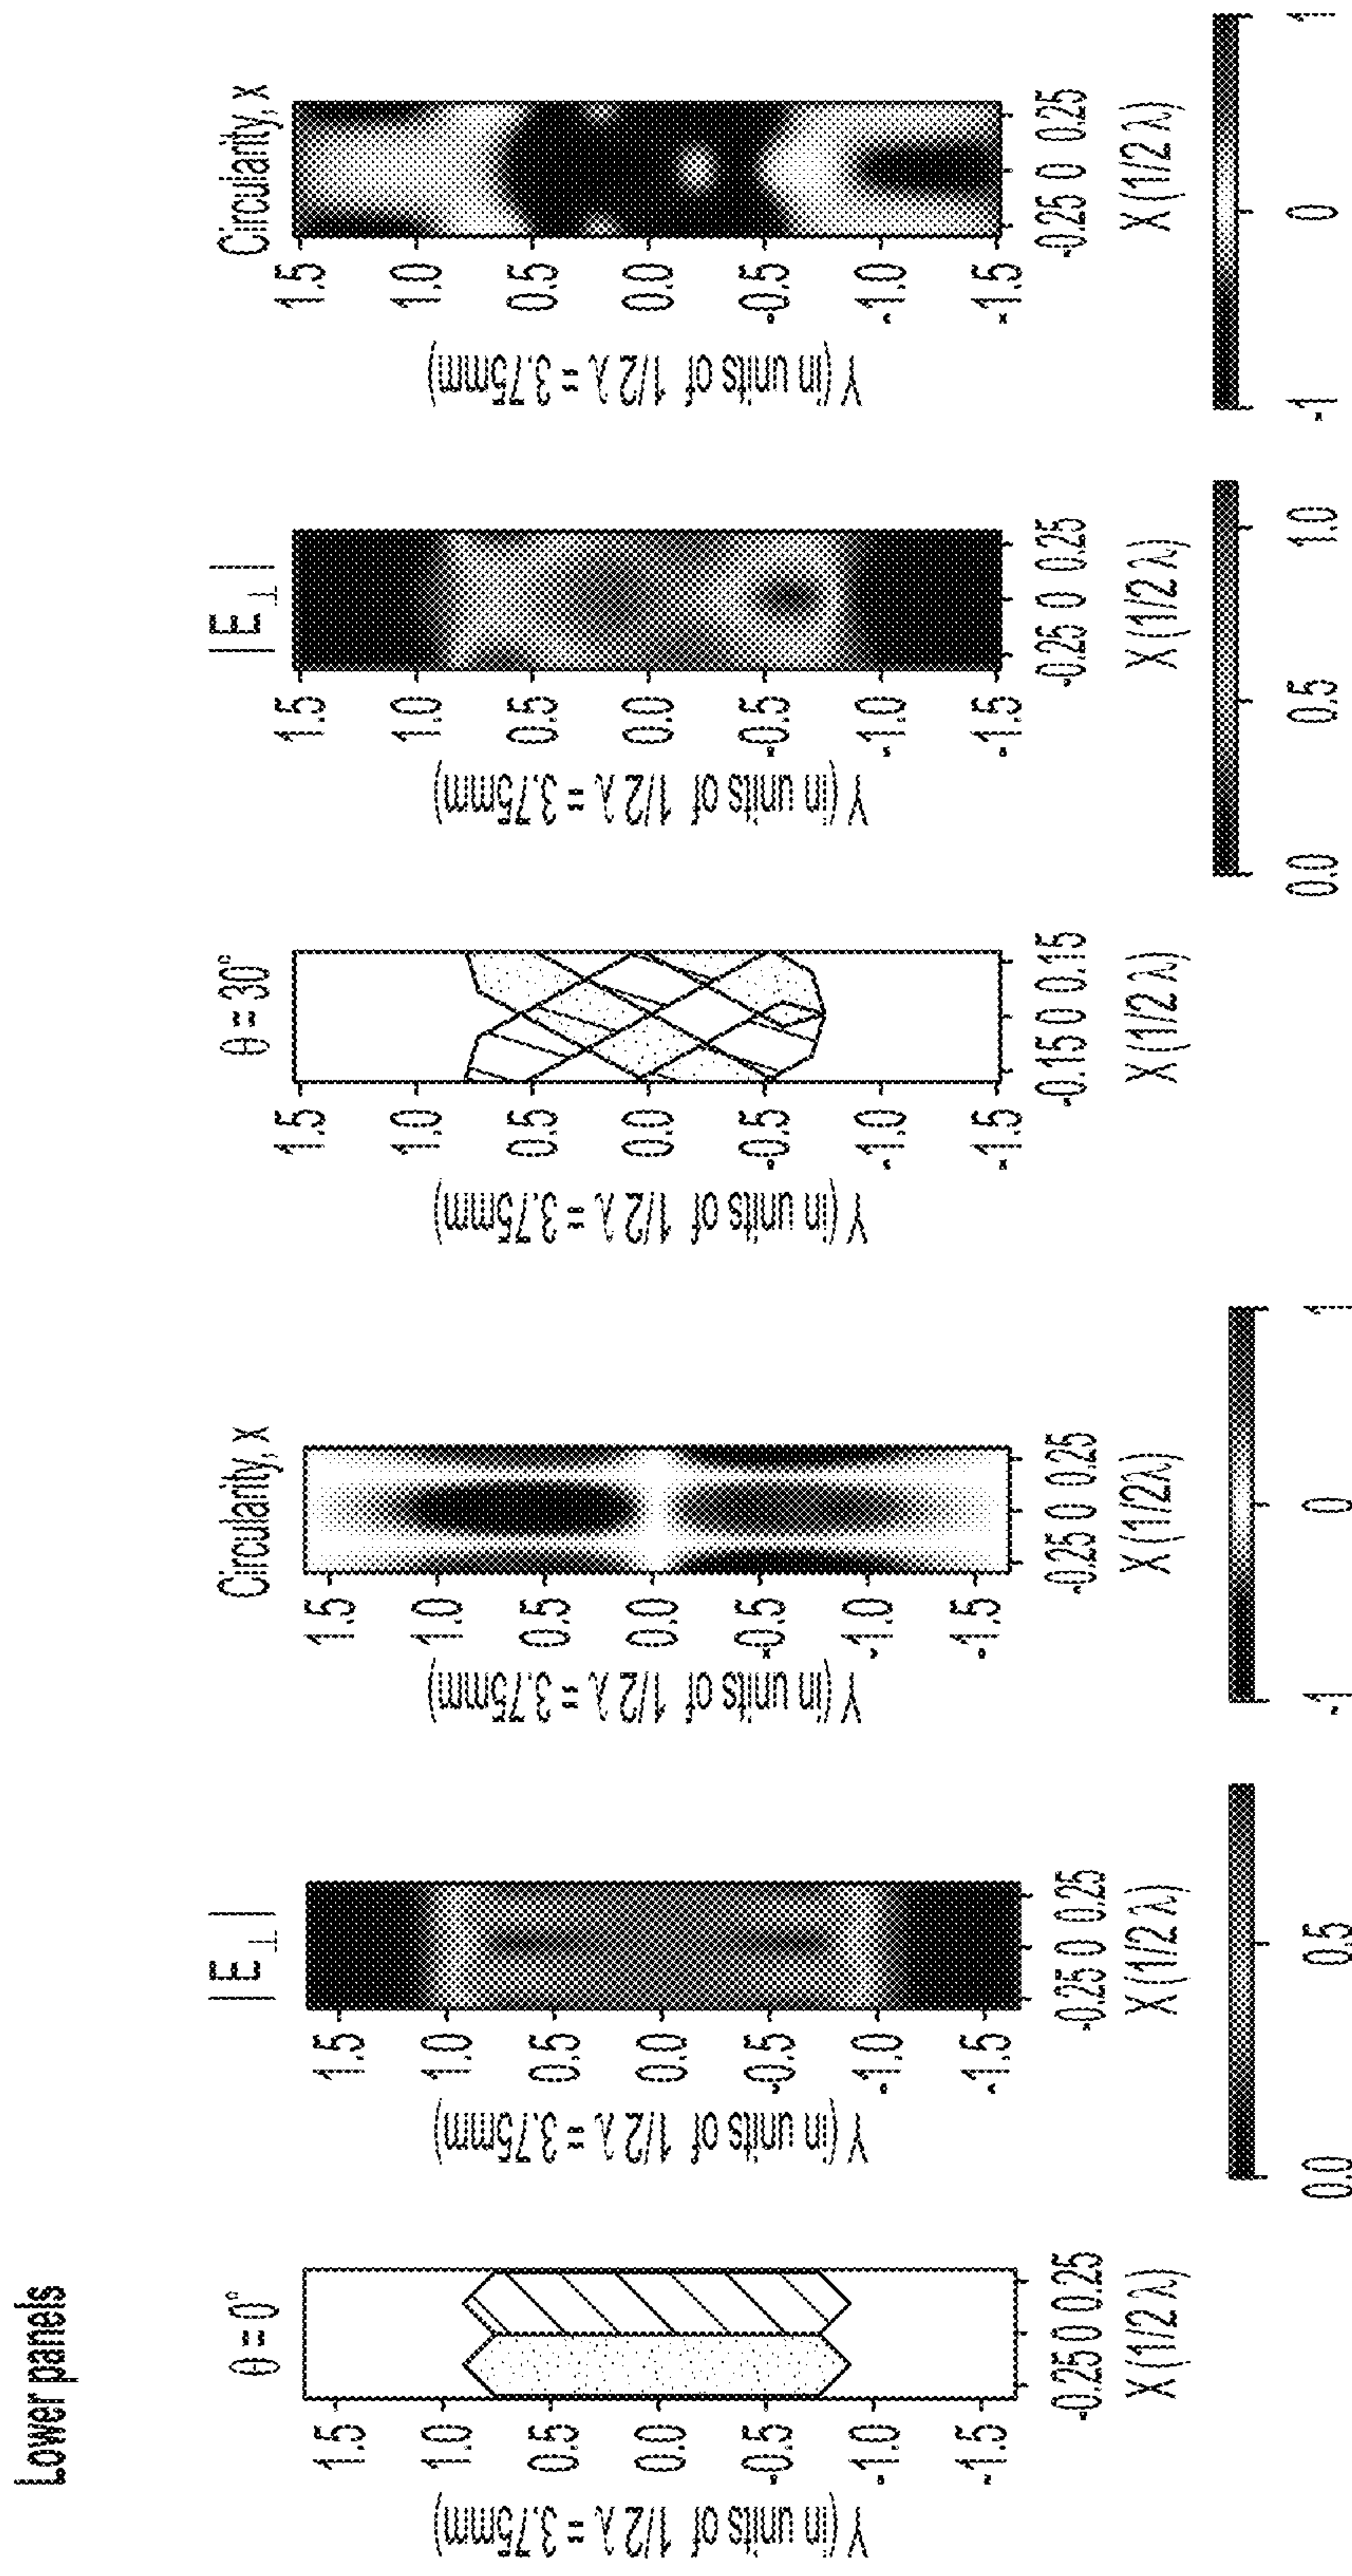 Lower panels
θ = 0°
1.5
1.0
0.5
0.0
-0.5
-1.0
-1.5
Y (in units of 1/2 λ = 3.75mm)
-0.25 0 0.25
X (1/2 λ)
|E⊥|
1.5
1.0
0.5
0.0
-0.5
-1.0
-1.5
Y (in units of 1/2 λ = 3.75mm)
-0.25 0 0.25
X (1/2 λ)
0.0 0.5
Circularity, x
1.5
1.0
0.5
0.0
-0.5
-1.0
-1.5
Y (in units of 1/2 λ = 3.75mm)
-0.25 0 0.25
X (1/2λ)
-1 0 1
θ = 30°
1.5
1.0
0.5
0.0
-0.5
-1.0
-1.5
Y (in units of 1/2 λ = 3.75mm)
-0.15 0 0.15
X (1/2 λ)
|E⊥|
1.5
1.0
0.5
0.0
-0.5
-1.0
-1.5
Y (in units of 1/2 λ = 3.75mm)
-0.25 0 0.25
X (1/2 λ)
0.0 0.5 1.0
Circularity, x
1.5
1.0
0.5
0.0
-0.5
-1.0
-1.5
Y (in units of 1/2 λ = 3.75mm)
-0.25 0 0.25
X (1/2 λ)
-1 0 1